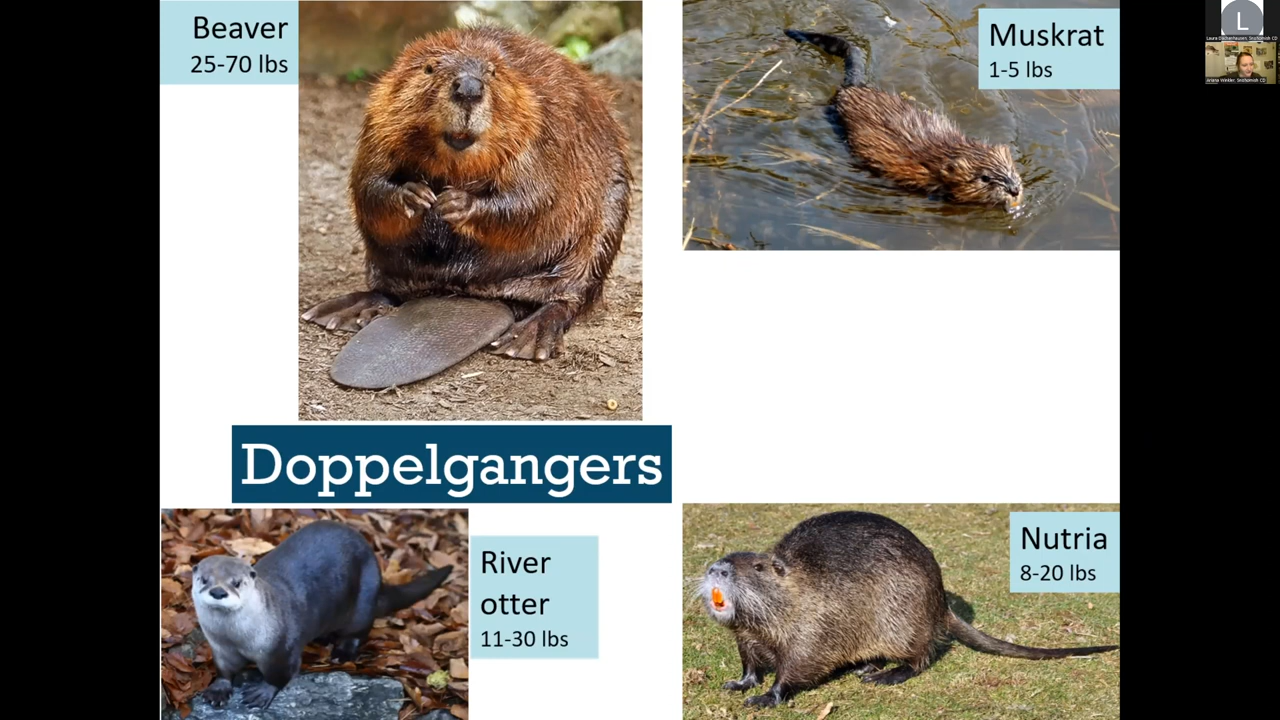 Beaver
25-70 lbs
Muskrat
1-5 lbs
L
Doppelgangers
River
otter
11-30 lbs
Nutria
8-20 lbs